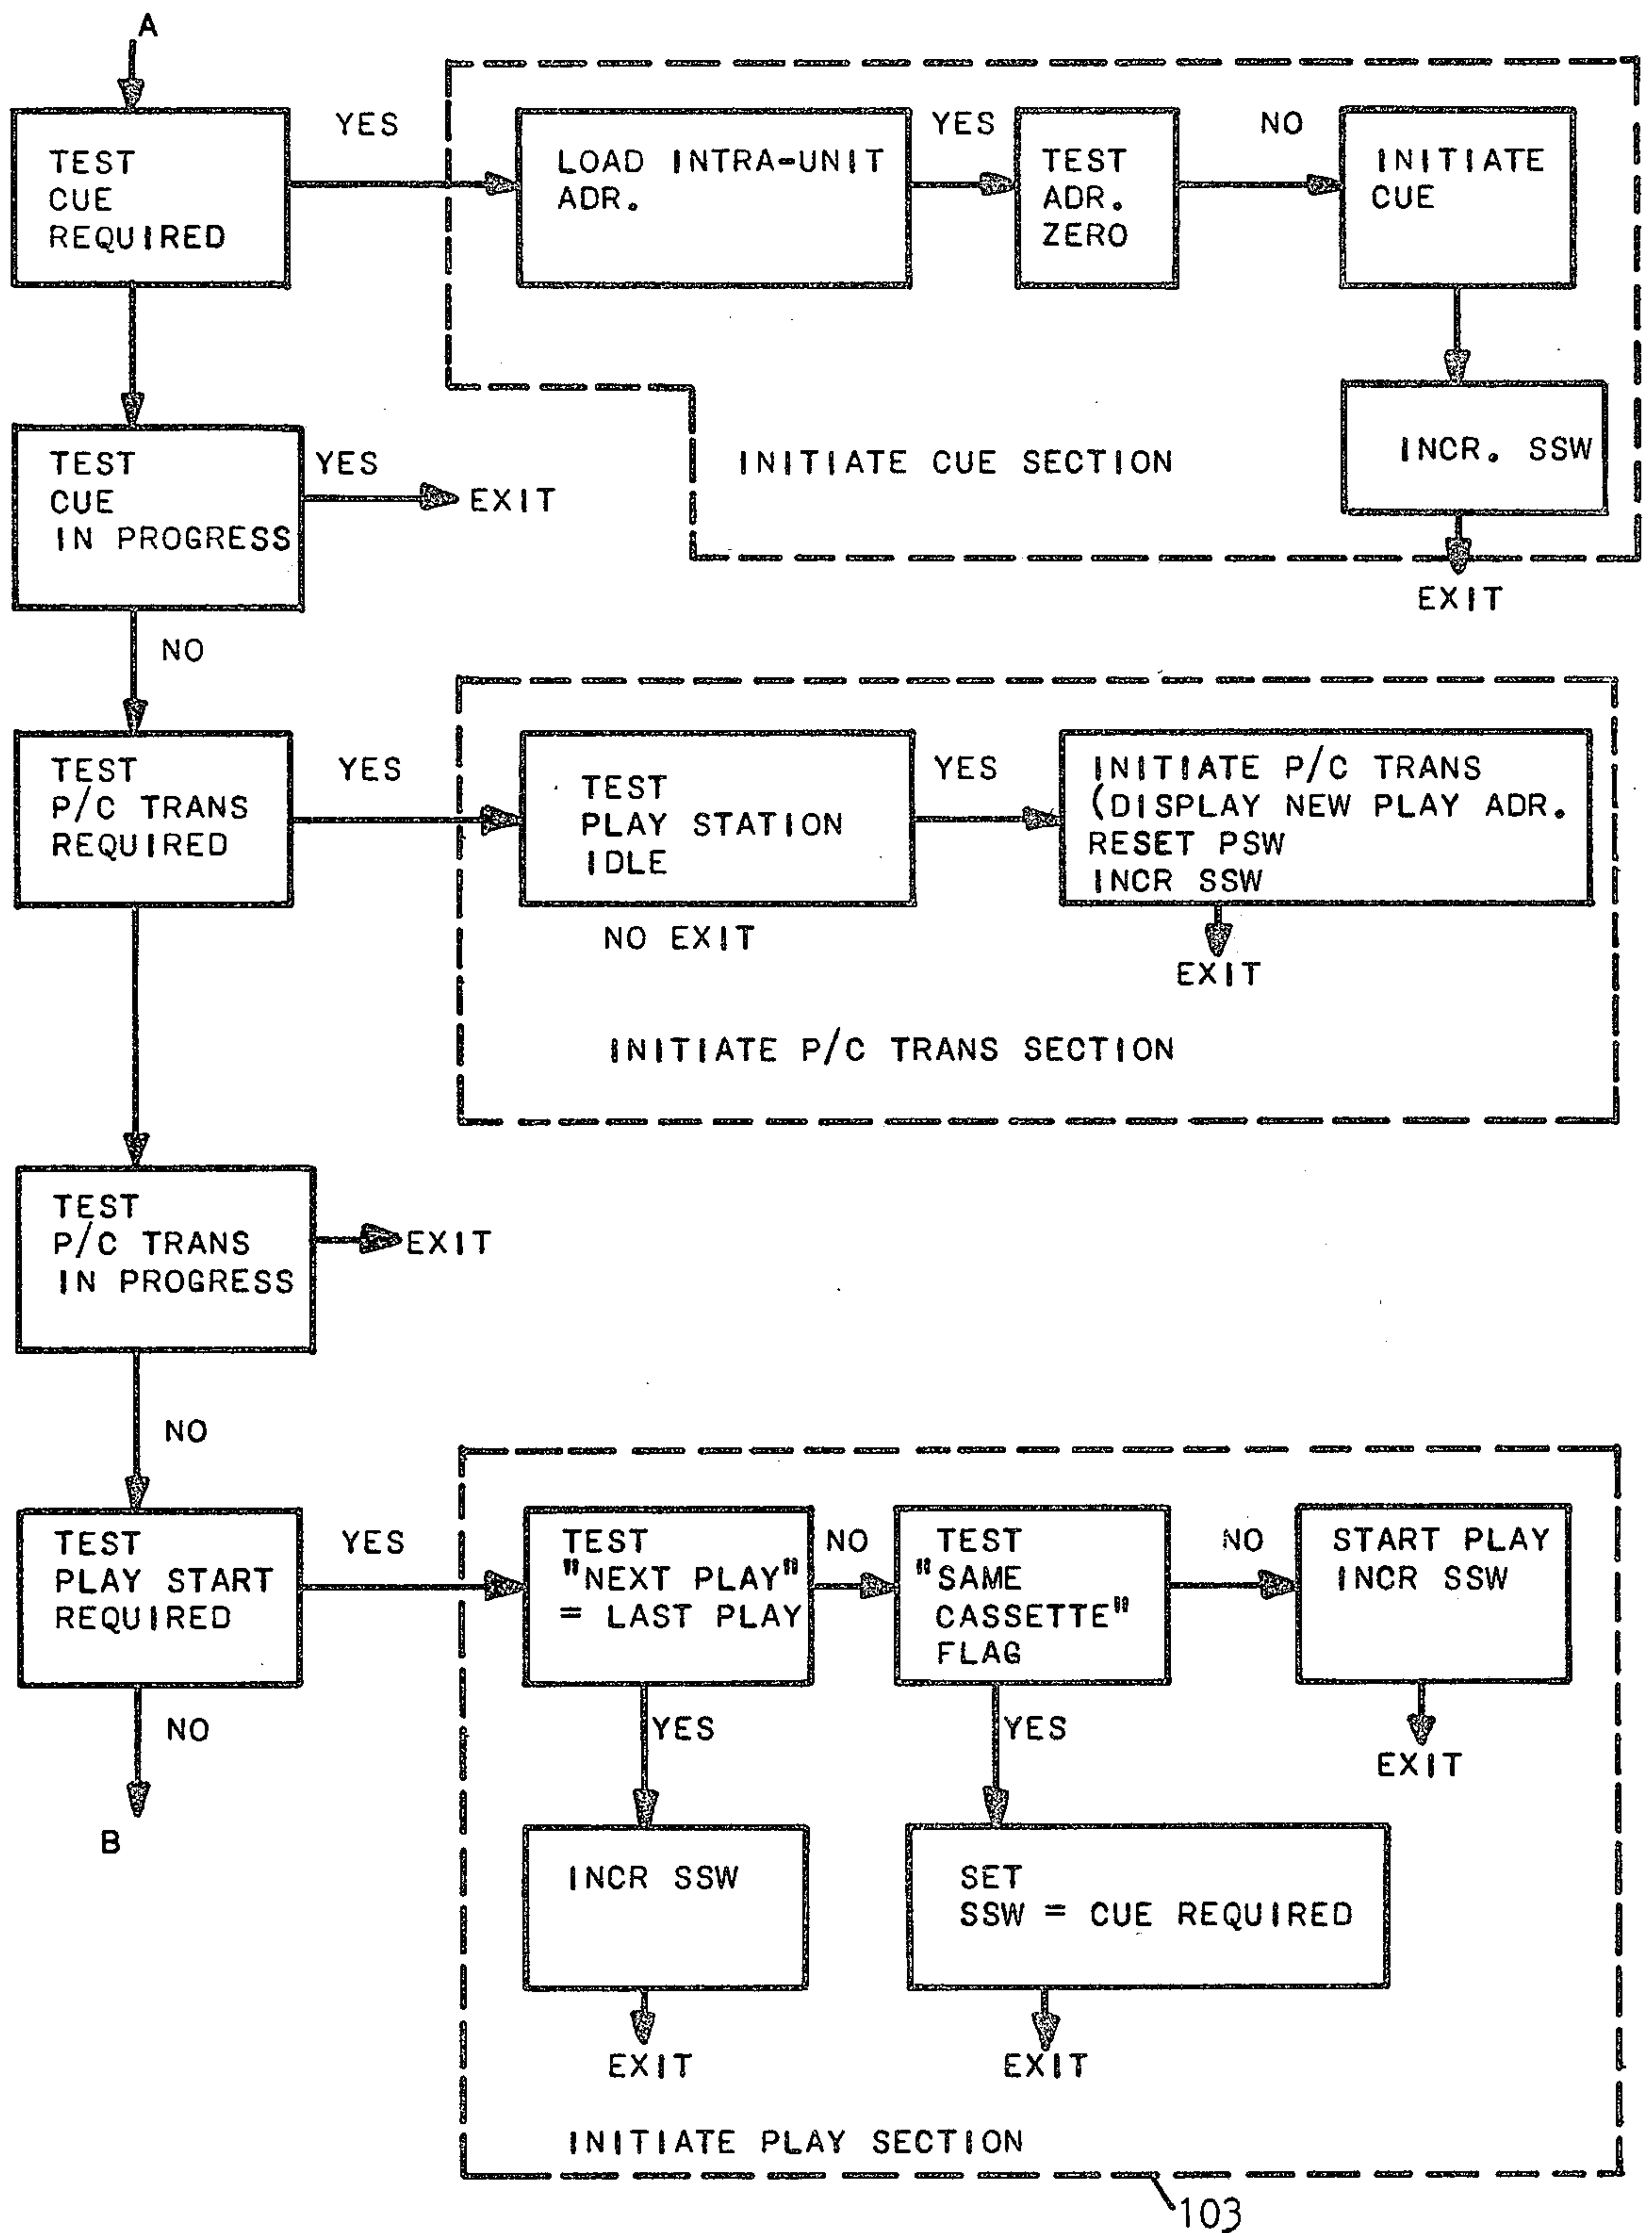 A
TEST
CUE
REQUIRED
YES
LOAD INTRA-UNIT
ADR.
YES
TEST
ADR.
ZERO
NO
INITIATE
CUE
INCR. SSW
EXIT
INITIATE CUE SECTION
TEST
CUE
IN PROGRESS
YES
EXIT
NO
TEST
P/C TRANS
REQUIRED
YES
TEST
PLAY STATION
IDLE
NO EXIT
YES
INITIATE P/C TRANS
(DISPLAY NEW PLAY ADR.
RESET PSW
INCR SSW
EXIT
INITIATE P/C TRANS SECTION
TEST
P/C TRANS
IN PROGRESS
EXIT
NO
TEST
PLAY START
REQUIRED
YES
TEST
"NEXT PLAY"
= LAST PLAY
NO
TEST
"SAME
CASSETTE"
FLAG
NO
START PLAY
INCR SSW
EXIT
NO
B
YES
INCR SSW
EXIT
YES
SET
SSW = CUE REQUIRED
EXIT
INITIATE PLAY SECTION
103